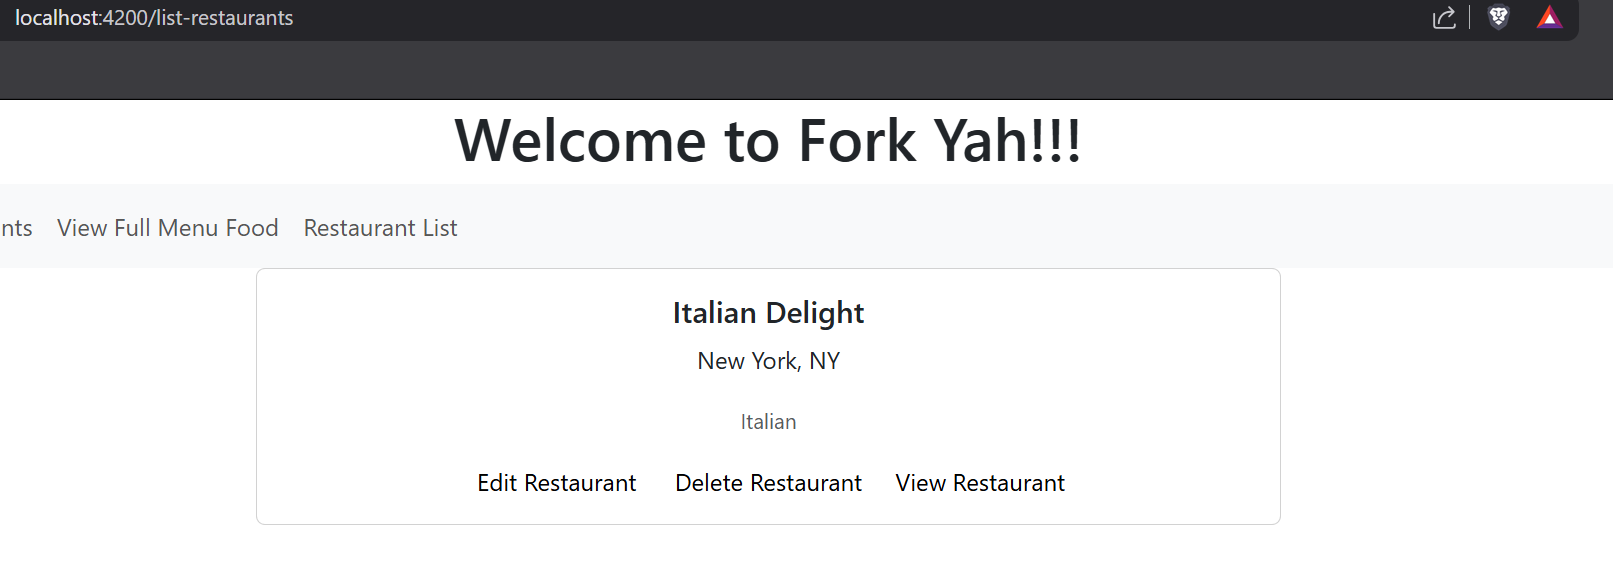 localhost:4200/list-restaurants
Welcome to Fork Yah!!!
nts View Full Menu Food Restaurant List
Italian Delight
New York, NY
Italian
Edit Restaurant Delete Restaurant View Restaurant